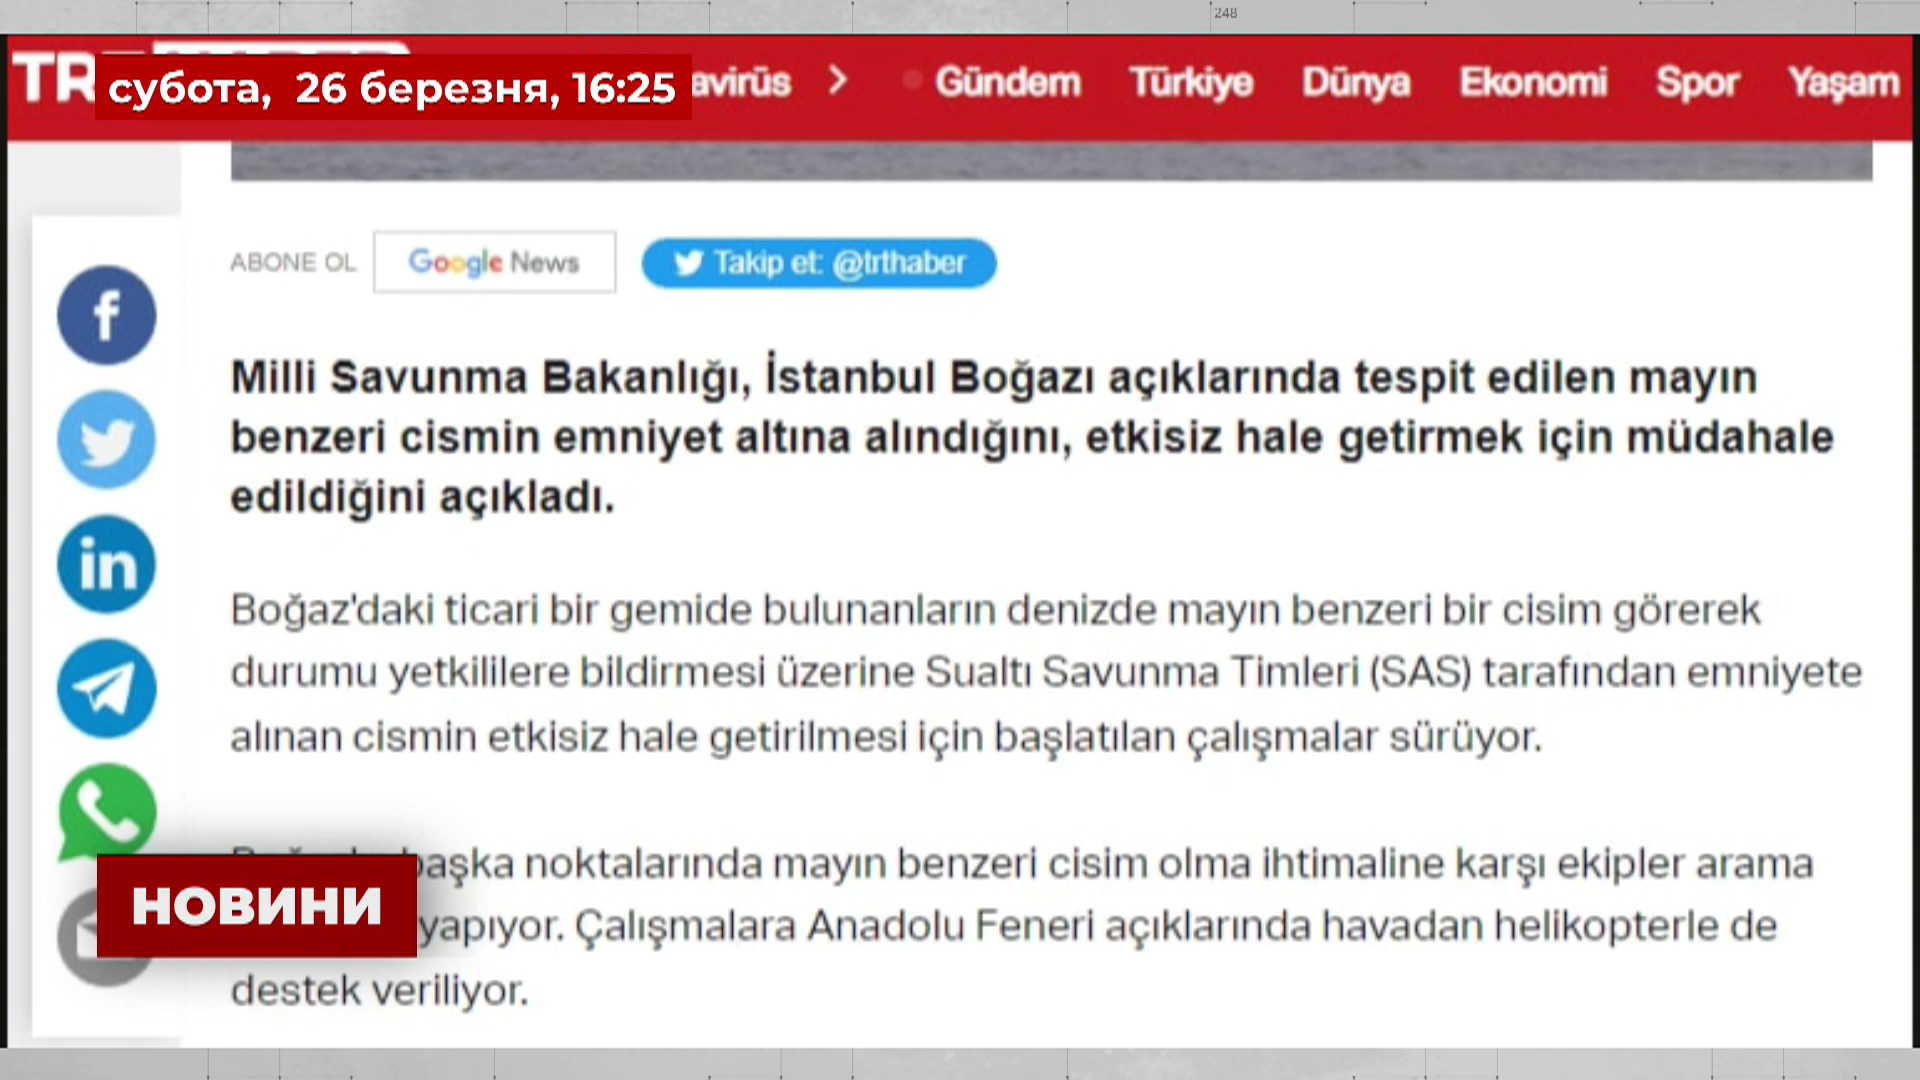 248
субота, 26 березня, 16:25
Gündem Türkiye Dünya Ekonomi Spor Yaşam
ABONE OL Google News Takip et: @trthaber
Milli Savunma Bakanlığı, İstanbul Boğazı açıklarında tespit edilen mayın
benzeri cismin emniyet altına alındığını, etkisiz hale getirmek için müdahale
edildiğini açıkladı.
Boğaz'daki ticari bir gemide bulunanların denizde mayın benzeri bir cisim görerek
durumu yetkililere bildirmesi üzerine Sualtı Savunma Timleri (SAS) tarafından emniyete
alınan cismin etkisiz hale getirilmesi için başlatılan çalışmalar sürüyor.
başka noktalarında mayın benzeri cisim olma ihtimaline karşı ekipler arama
yapıyor. Çalışmalara Anadolu Feneri açıklarında havadan helikopterle de
destek veriliyor.
НОВИНИ